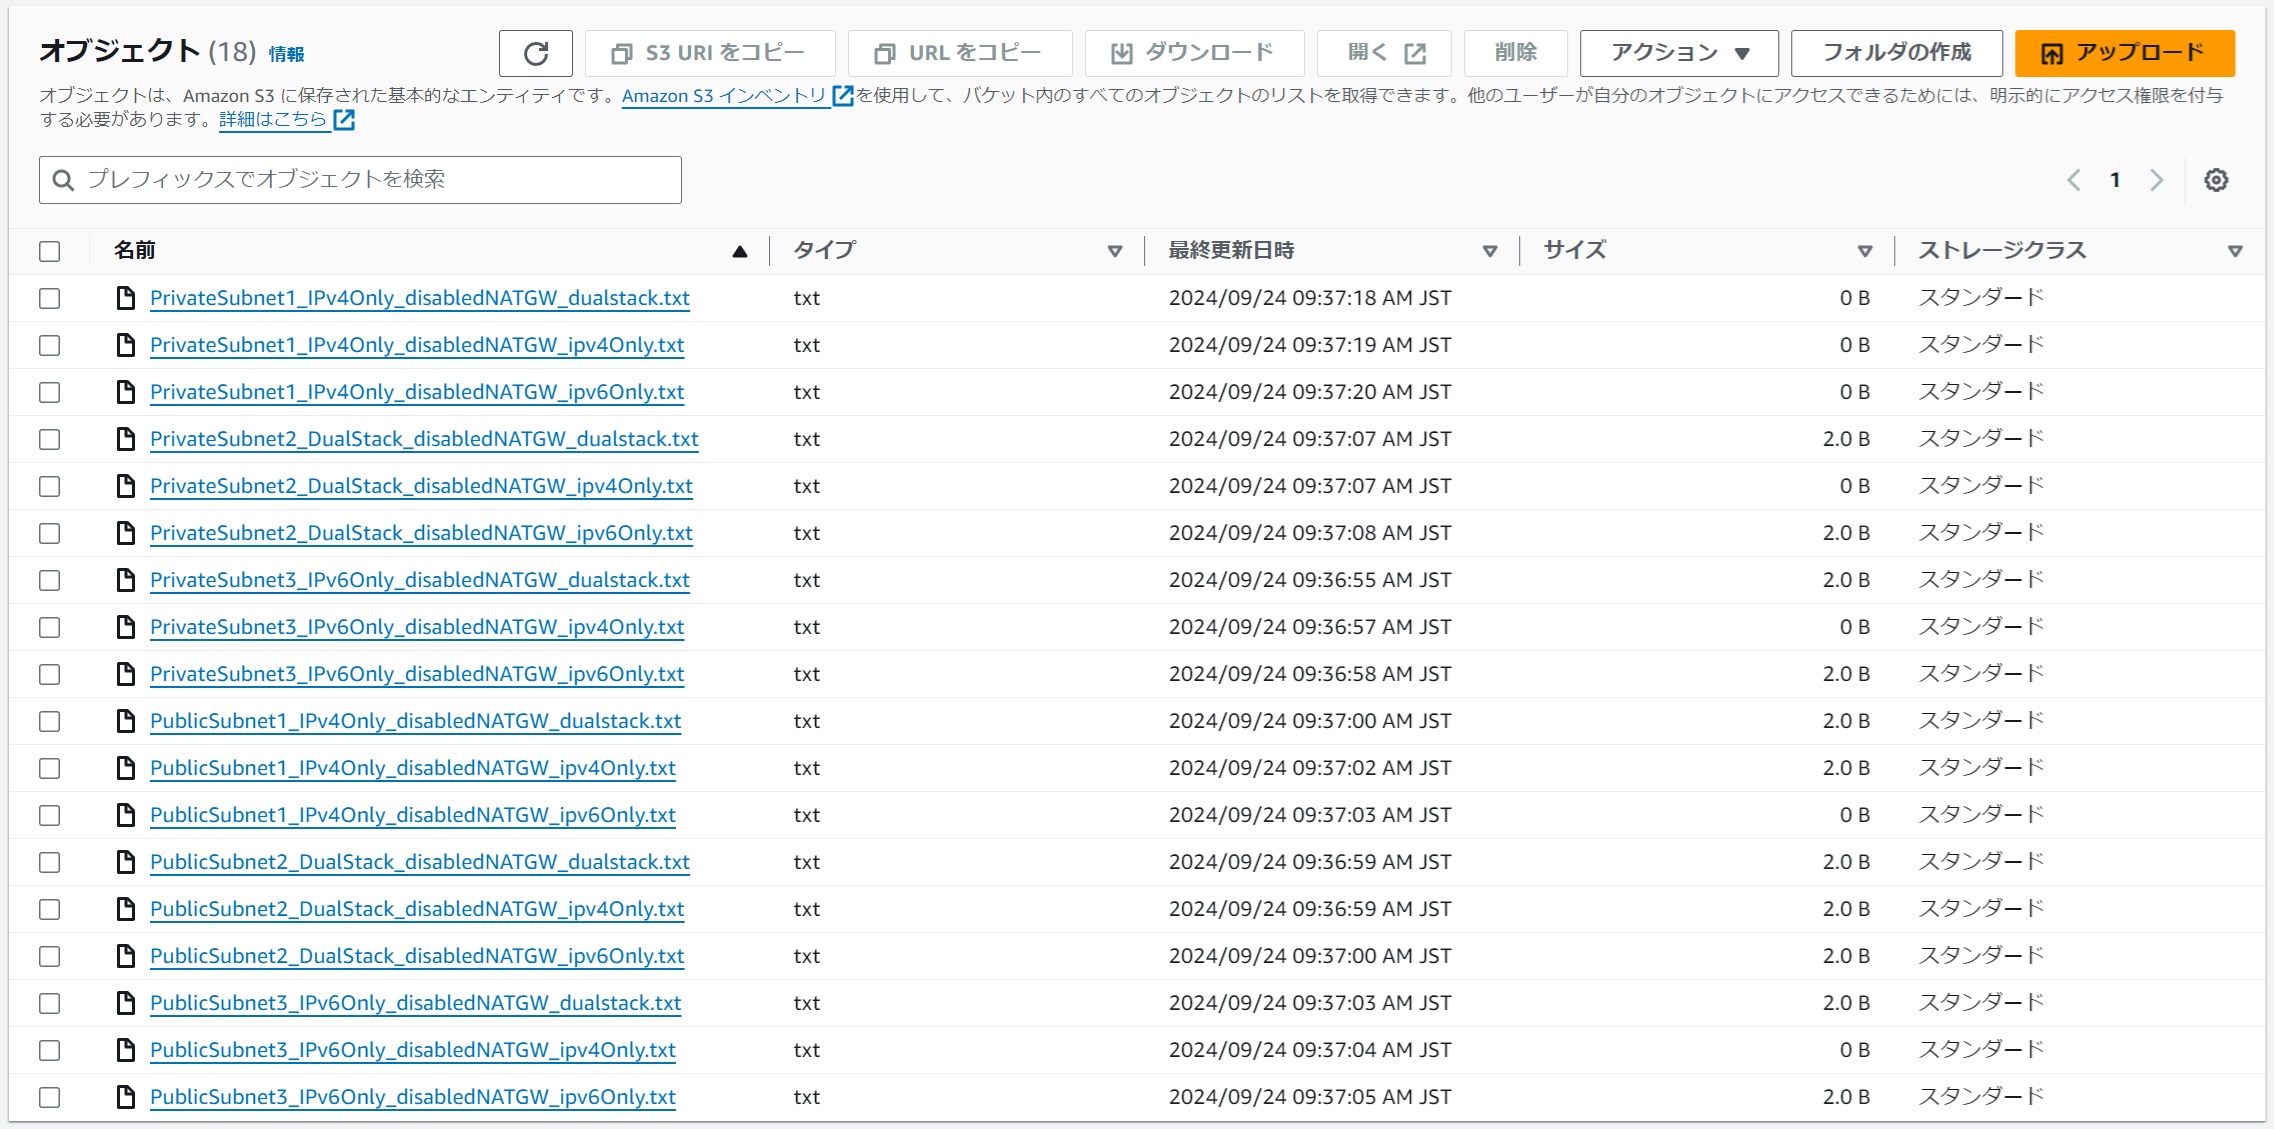 オブジェクト (18) 情報
S3 URI をコピー
URL をコピー
ダウンロード
開く
削除
アクション
フォルダの作成
アップロード
オブジェクトは、Amazon S3 に保存された基本的なエンティティです。Amazon S3 インベントリ を使用して、バケット内のすべてのオブジェクトのリストを取得できます。他のユーザーが自分のオブジェクトにアクセスできるためには、明示的にアクセス権限を付与
する必要があります。詳細はこちら
プレフィックスでオブジェクトを検索
1
名前 タイプ 最終更新日時 サイズ ストレージクラス
PrivateSubnet1_IPv4Only_disabledNATGW_dualstack.txt txt 2024/09/24 09:37:18 AM JST 0 B スタンダード
PrivateSubnet1_IPv4Only_disabledNATGW_ipv4Only.txt txt 2024/09/24 09:37:19 AM JST 0 B スタンダード
PrivateSubnet1_IPv4Only_disabledNATGW_ipv6Only.txt txt 2024/09/24 09:37:20 AM JST 0 B スタンダード
PrivateSubnet2_DualStack_disabledNATGW_dualstack.txt txt 2024/09/24 09:37:07 AM JST 2.0 B スタンダード
PrivateSubnet2_DualStack_disabledNATGW_ipv4Only.txt txt 2024/09/24 09:37:07 AM JST 0 B スタンダード
PrivateSubnet2_DualStack_disabledNATGW_ipv6Only.txt txt 2024/09/24 09:37:08 AM JST 2.0 B スタンダード
PrivateSubnet3_IPv6Only_disabledNATGW_dualstack.txt txt 2024/09/24 09:36:55 AM JST 2.0 B スタンダード
PrivateSubnet3_IPv6Only_disabledNATGW_ipv4Only.txt txt 2024/09/24 09:36:57 AM JST 0 B スタンダード
PrivateSubnet3_IPv6Only_disabledNATGW_ipv6Only.txt txt 2024/09/24 09:36:58 AM JST 2.0 B スタンダード
PublicSubnet1_IPv4Only_disabledNATGW_dualstack.txt txt 2024/09/24 09:37:00 AM JST 2.0 B スタンダード
PublicSubnet1_IPv4Only_disabledNATGW_ipv4Only.txt txt 2024/09/24 09:37:02 AM JST 2.0 B スタンダード
PublicSubnet1_IPv4Only_disabledNATGW_ipv6Only.txt txt 2024/09/24 09:37:03 AM JST 0 B スタンダード
PublicSubnet2_DualStack_disabledNATGW_dualstack.txt txt 2024/09/24 09:36:59 AM JST 2.0 B スタンダード
PublicSubnet2_DualStack_disabledNATGW_ipv4Only.txt txt 2024/09/24 09:36:59 AM JST 2.0 B スタンダード
PublicSubnet2_DualStack_disabledNATGW_ipv6Only.txt txt 2024/09/24 09:37:00 AM JST 2.0 B スタンダード
PublicSubnet3_IPv6Only_disabledNATGW_dualstack.txt txt 2024/09/24 09:37:03 AM JST 2.0 B スタンダード
PublicSubnet3_IPv6Only_disabledNATGW_ipv4Only.txt txt 2024/09/24 09:37:04 AM JST 0 B スタンダード
PublicSubnet3_IPv6Only_disabledNATGW_ipv6Only.txt txt 2024/09/24 09:37:05 AM JST 2.0 B スタンダード